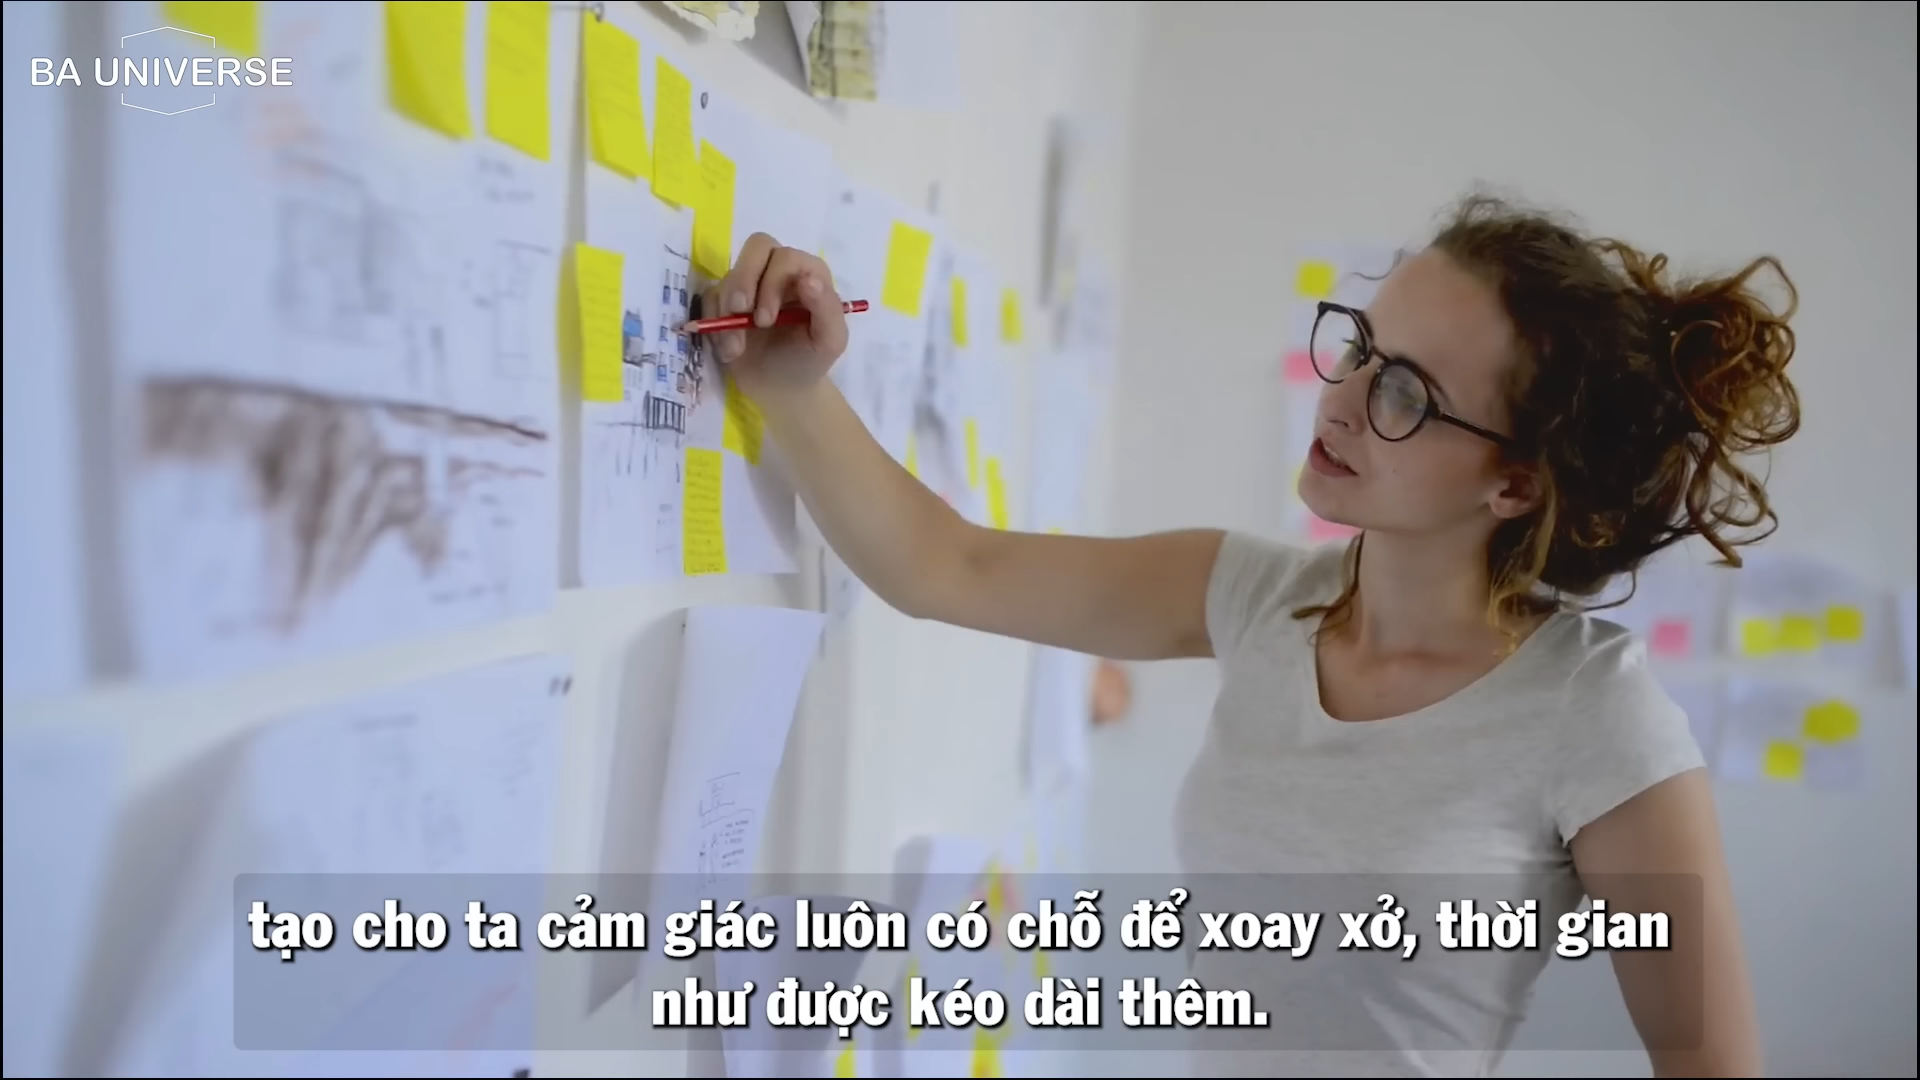 BA UNIVERSE
tạo cho ta cảm giác luôn có chỗ để xoay xở, thời gian
như được kéo dài thêm.